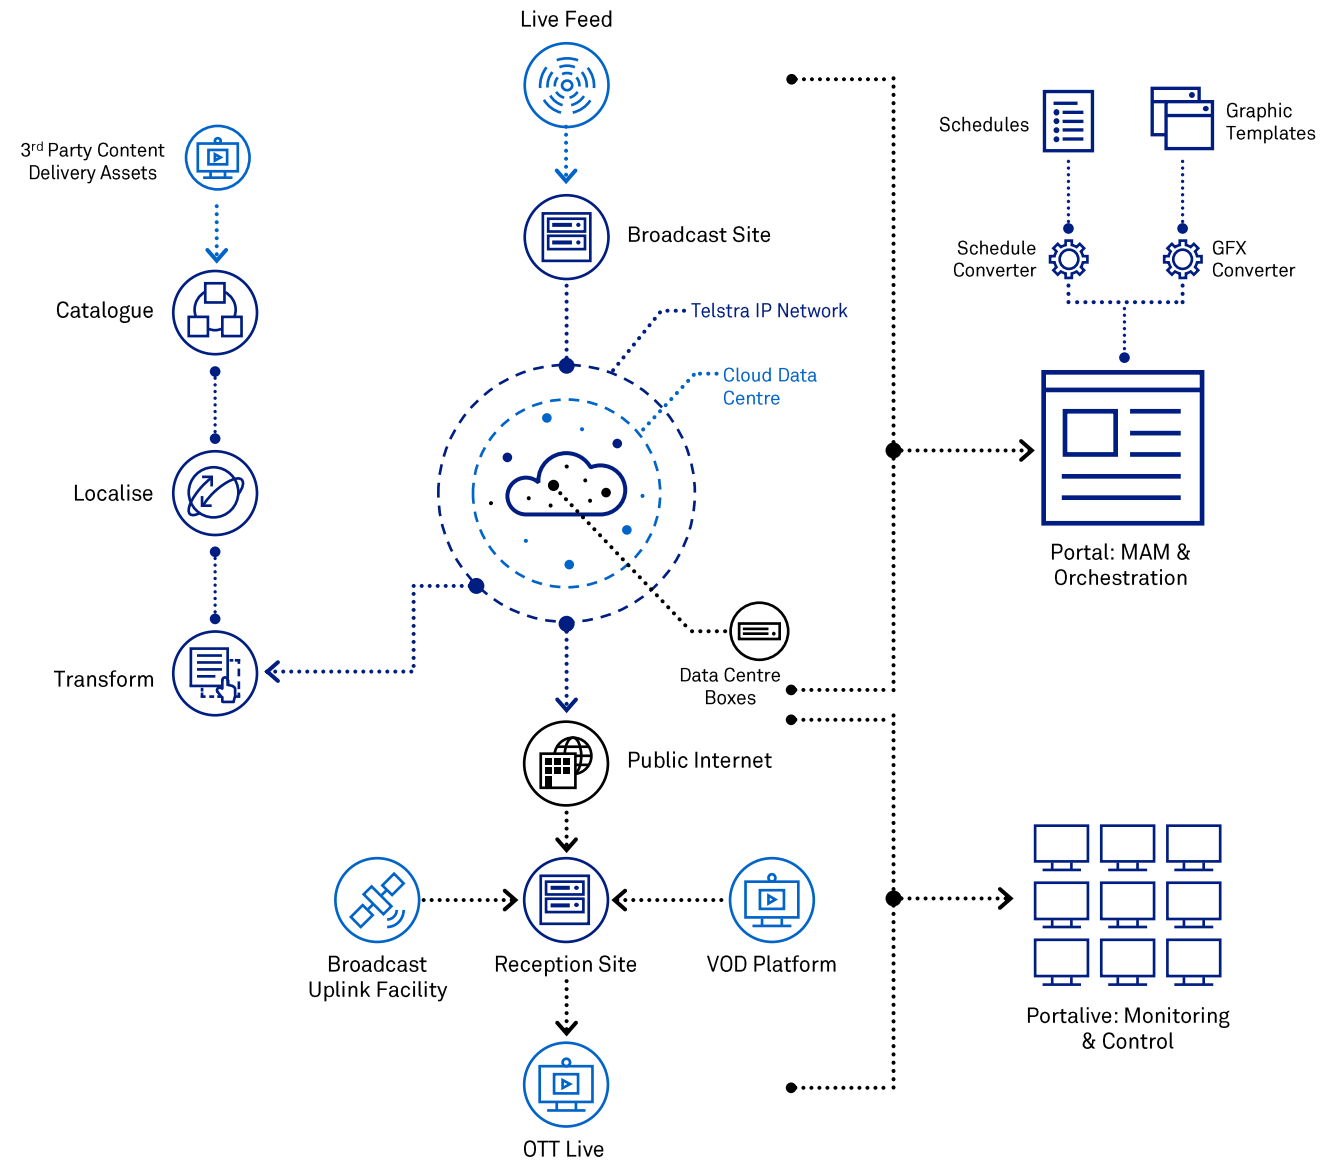 Live Feed
3rd Party Content
Delivery Assets
Schedules
Graphic
Templates
Broadcast Site
Schedule
Converter
GFX
Converter
Catalogue
Telstra IP Network
Cloud Data
Centre
Localise
Portal: MAM &
Orchestration
Transform
Data Centre
Boxes
Public Internet
Broadcast
Uplink Facility
Reception Site
VOD Platform
Portalive: Monitoring
& Control
OTT Live